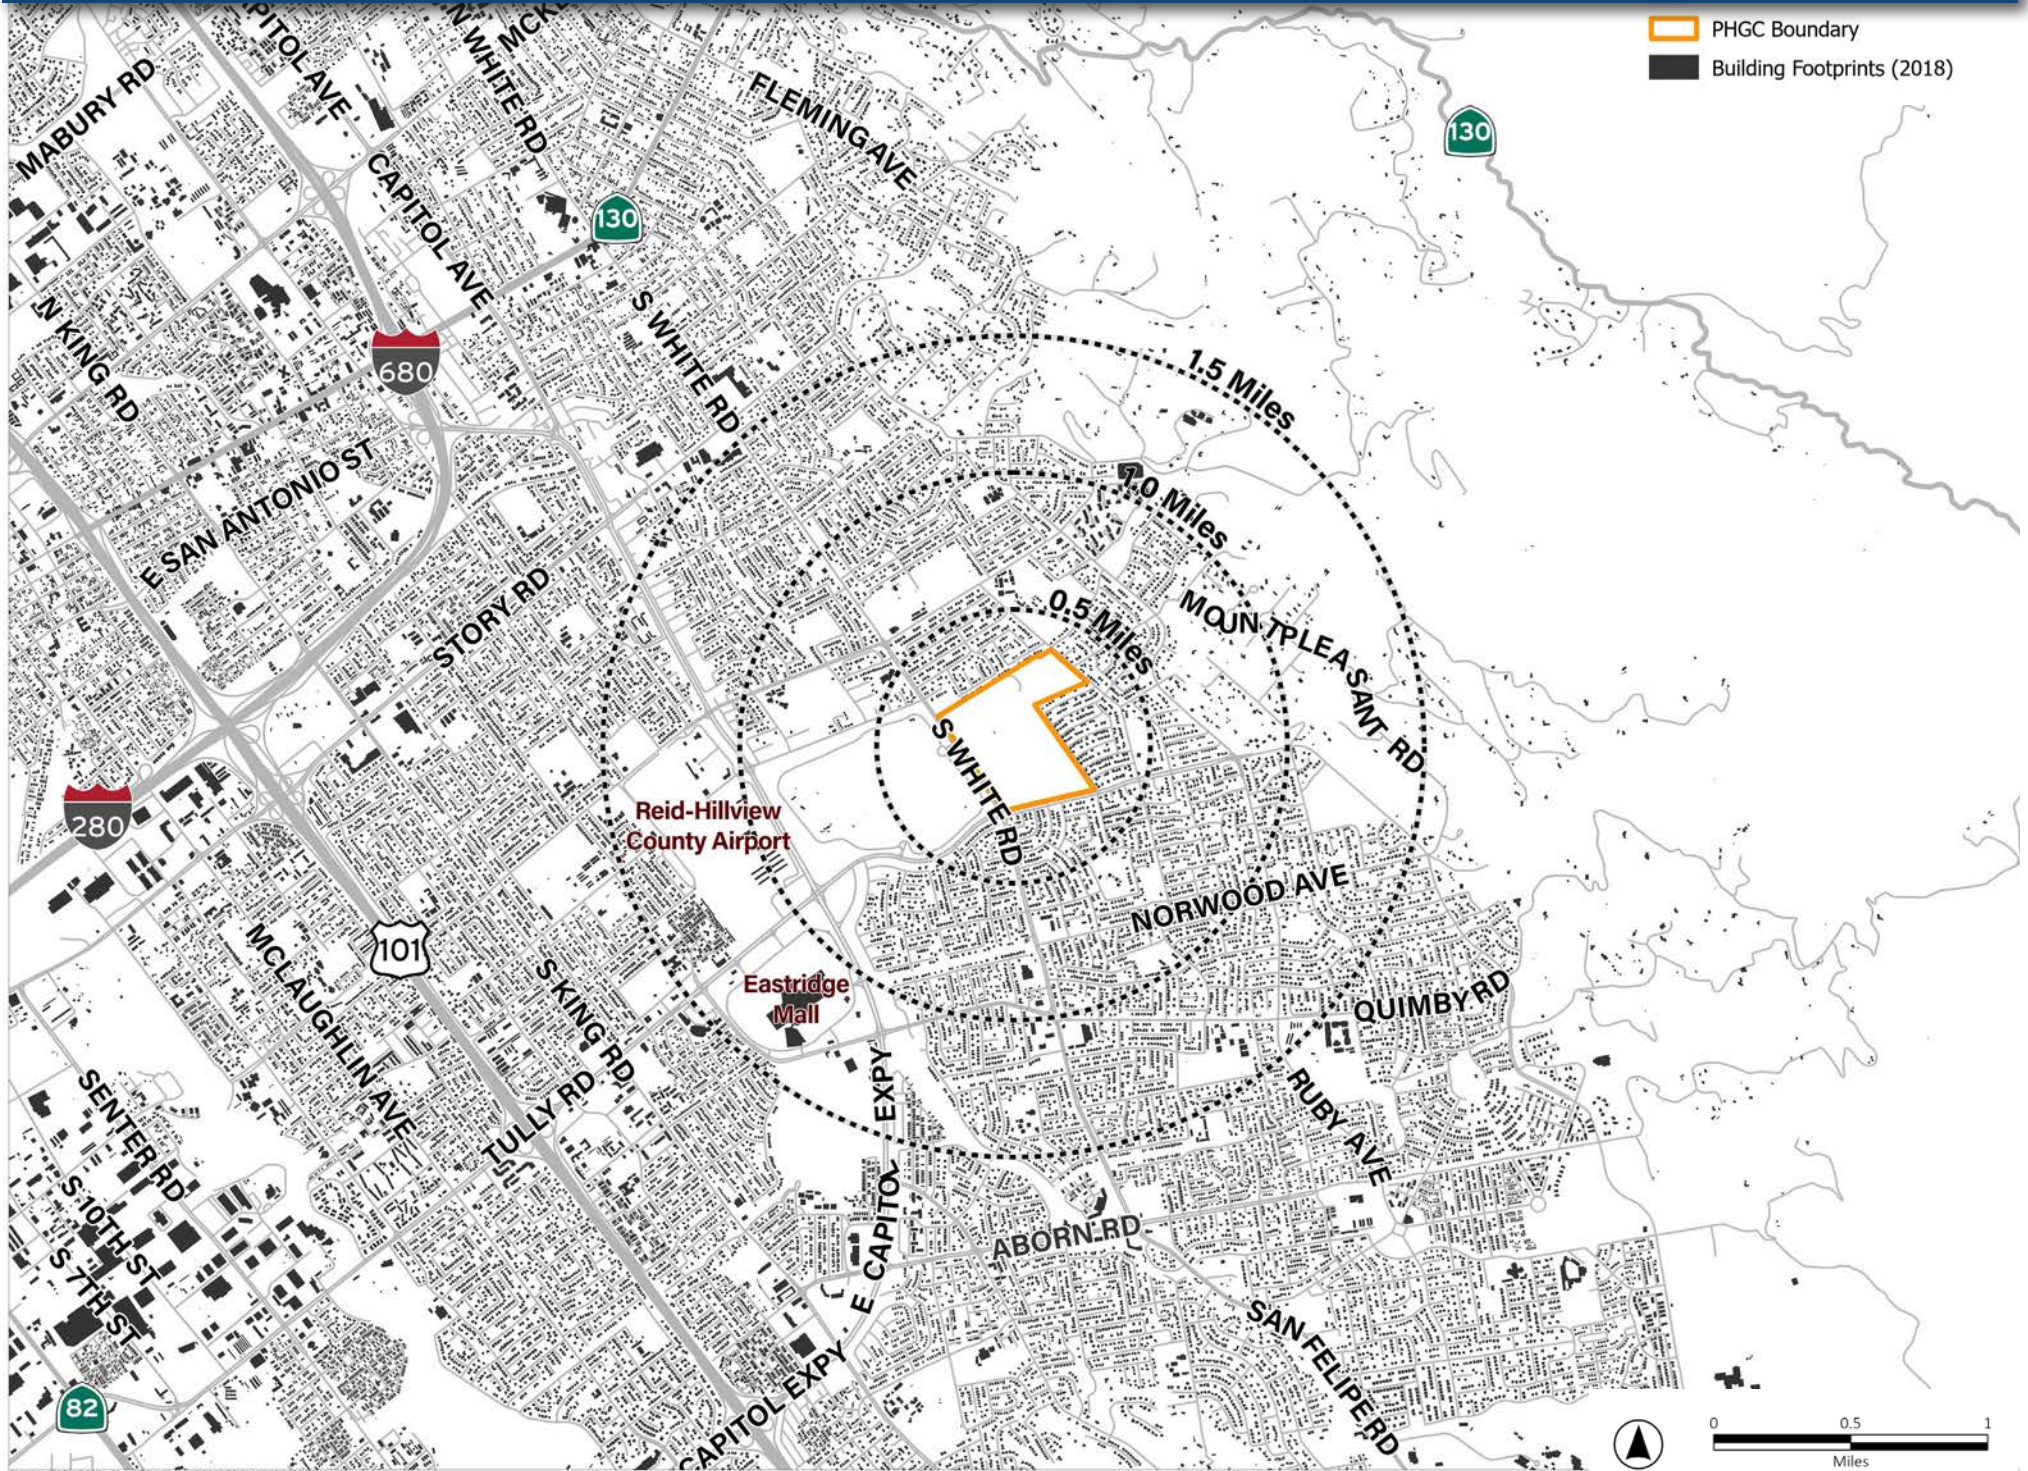 PHGC Boundary
Building Footprints (2018)
MABURY RD
CAPITOL AVE
N WHITE RD
FLEMING AVE
130
130
CAPITOL AVE
N KING RD
S WHITE RD
680
1.5 Miles
1.0 Miles
0.5 Miles
E SAN ANTONIO ST
STORY RD
MOUNT PLEASANT RD
S WHITE RD
Reid-Hillview
County Airport
280
NORWOOD AVE
101
MCLAUGHLIN AVE
S KING RD
Eastridge
Mall
QUIMBY RD
SENTER RD
TULLY RD
E CAPITOL EXPY
RUBY AVE
S 10TH ST
S 7TH ST
ABORN RD
SAN FELIPE RD
CAPITOL EXPY
82
0 0.5 1
Miles